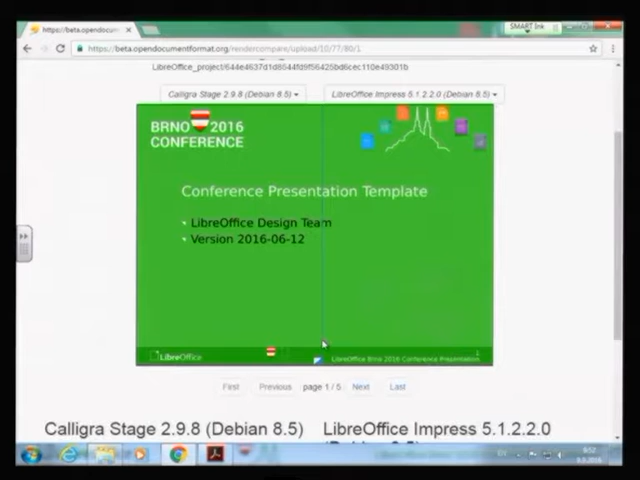 https://beta.opendocu
SMART Ink
https://beta.opendocumentformat.org/rendercompare/upload/10/77/80/1
Calligra Stage 2.9.8 (Debian 8.5)
LibreOffice Impress 5.1.2.2.0 (Debian 8.5)
BRNO 2016
CONFERENCE
Conference Presentation Template
LibreOffice Design Team
Version 2016-06-12
LibreOffice
LibreOffice Brno 2016 Conference Presentation
First
Previous
page 1 / 5
Next
Last
Calligra Stage 2.9.8 (Debian 8.5)
LibreOffice Impress 5.1.2.2.0